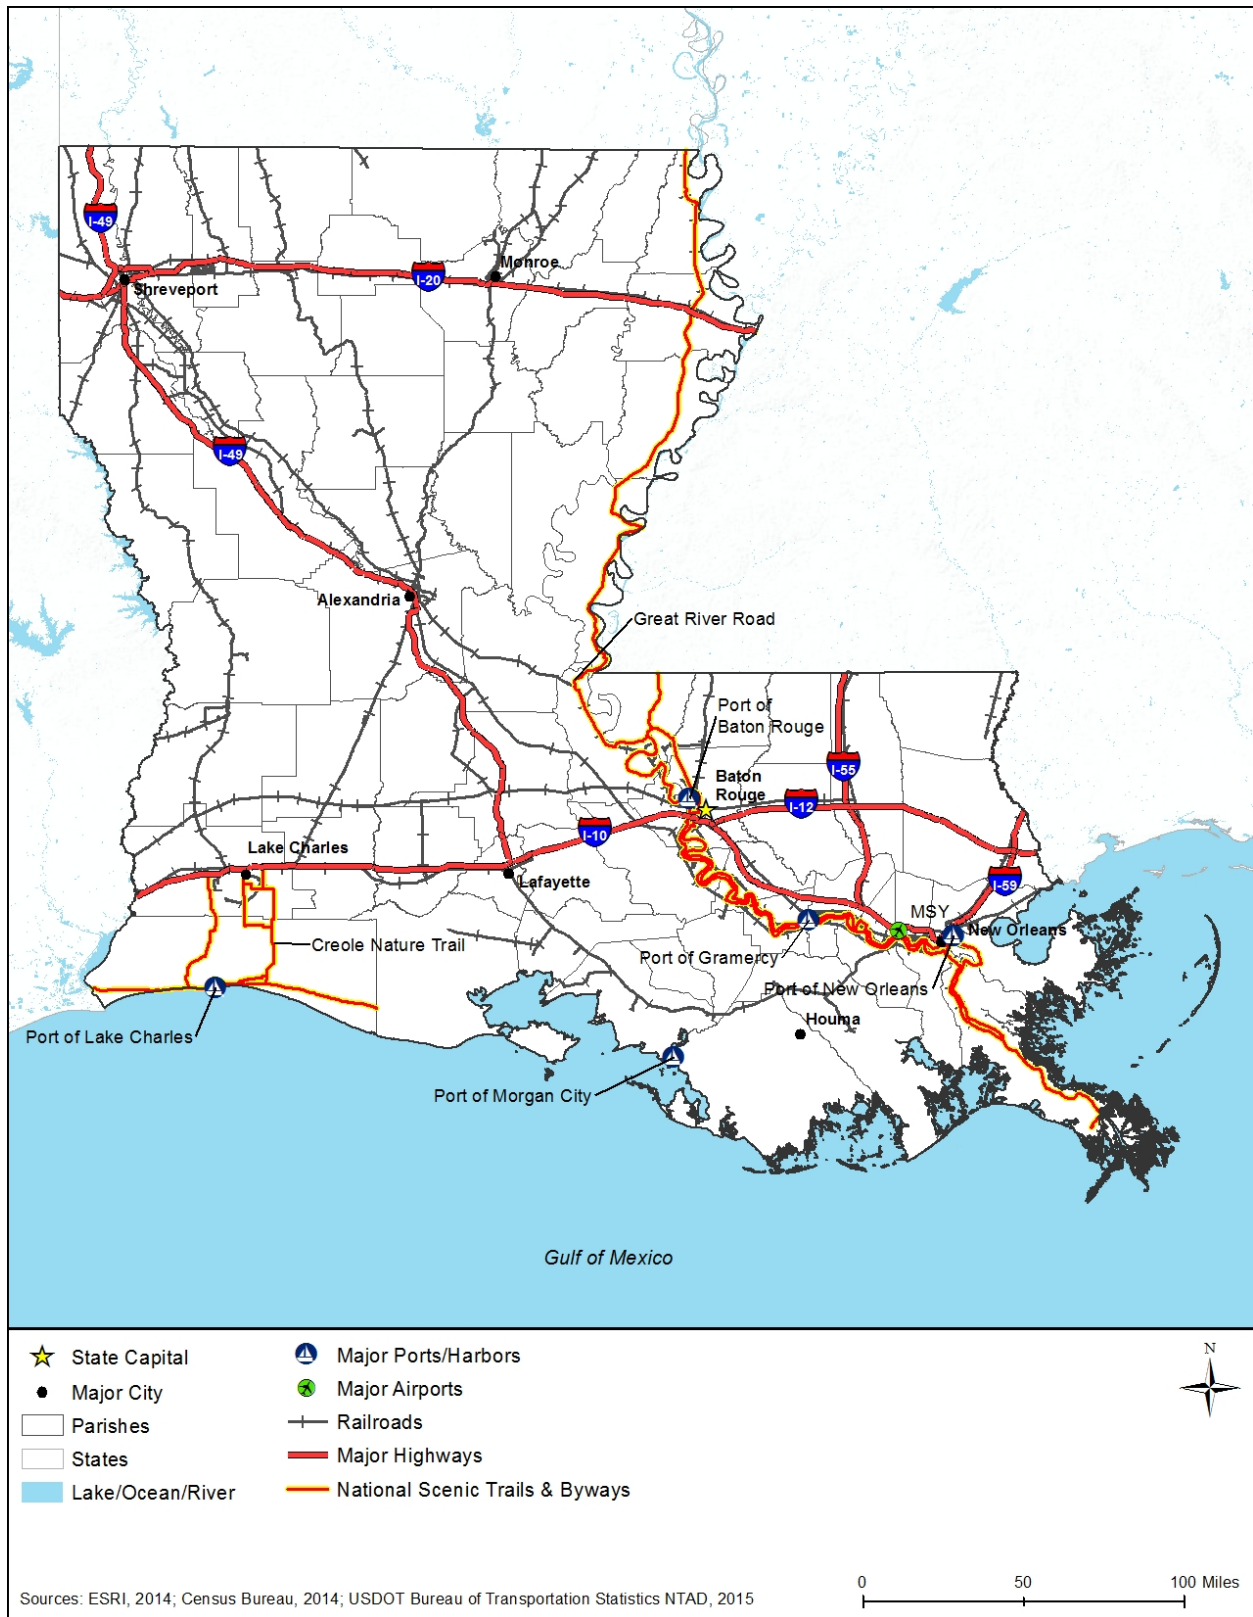 I-49
Monroe
I-20
Shreveport
I-49
Alexandria
Great River Road
Port of
Baton Rouge
Baton
Rouge
I-55
I-12
I-10
Lake Charles
Lafayette
I-59
MSY
New Orleans
Creole Nature Trail
Port of Gramercy
Port of New Orleans
Houma
Port of Lake Charles
Port of Morgan City
Gulf of Mexico
State Capital
Major City
Parishes
States
Lake/Ocean/River
Major Ports/Harbors
Major Airports
Railroads
Major Highways
National Scenic Trails & Byways
N
Sources: ESRI, 2014; Census Bureau, 2014; USDOT Bureau of Transportation Statistics NTAD, 2015
0 50 100 Miles